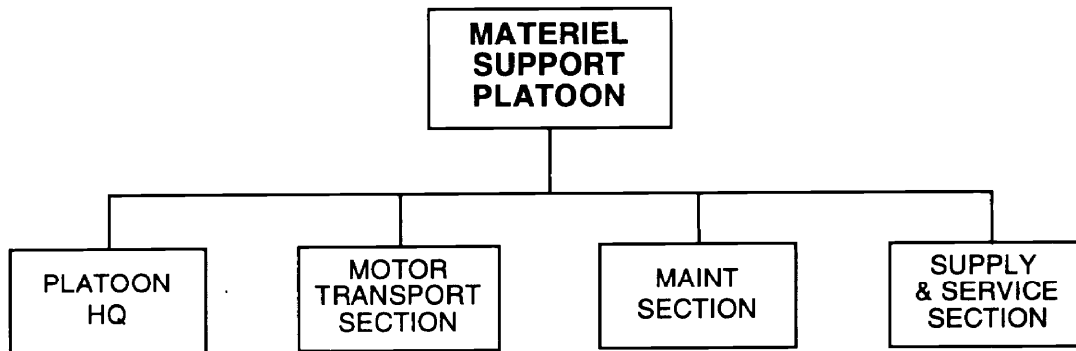 MATERIEL
SUPPORT
PLATOON
PLATOON
HQ
MOTOR
TRANSPORT
SECTION
MAINT
SECTION
SUPPLY
& SERVICE
SECTION